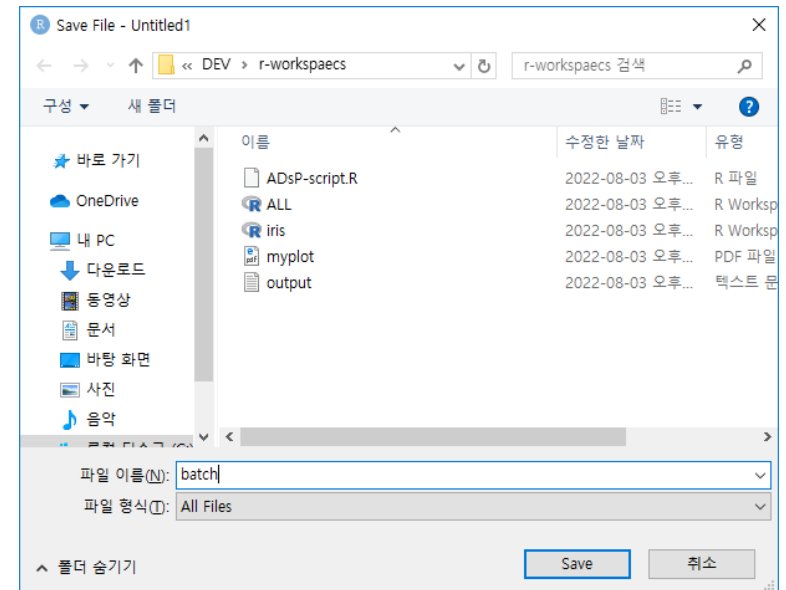 Save File - Untitled1
« DEV > r-workspaecs
r-workspaecs 검색
구성 새 폴더
이름 수정한 날짜 유형
ADsP-script.R 2022-08-03 오후... R 파일
ALL 2022-08-03 오후... R Worksp
iris 2022-08-03 오후... R Worksp
myplot 2022-08-03 오후... PDF 파일
output 2022-08-03 오후... 텍스트 문
바로 가기
OneDrive
내 PC
다운로드
동영상
문서
바탕 화면
사진
음악
파일 이름(N): batch
파일 형식(T): All Files
폴더 숨기기
Save 취소